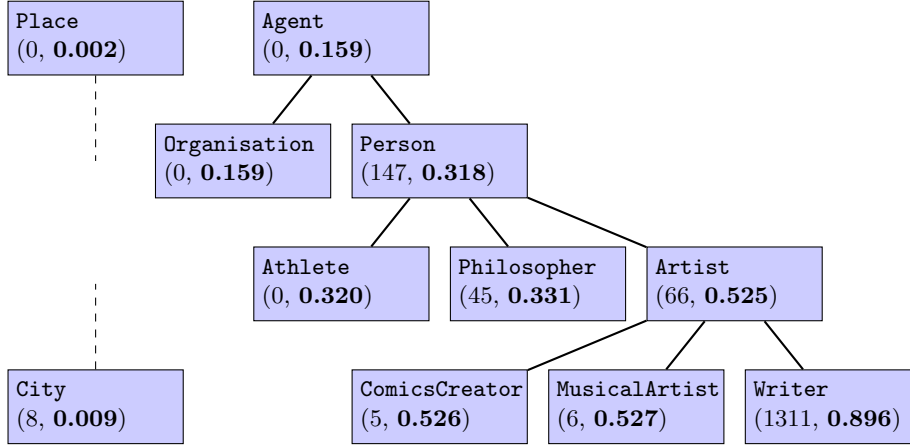 Place
(0, 0.002)
Agent
(0, 0.159)
Organisation
(0, 0.159)
Person
(147, 0.318)
Athlete
(0, 0.320)
Philosopher
(45, 0.331)
Artist
(66, 0.525)
City
(8, 0.009)
ComicsCreator
(5, 0.526)
MusicalArtist
(6, 0.527)
Writer
(1311, 0.896)